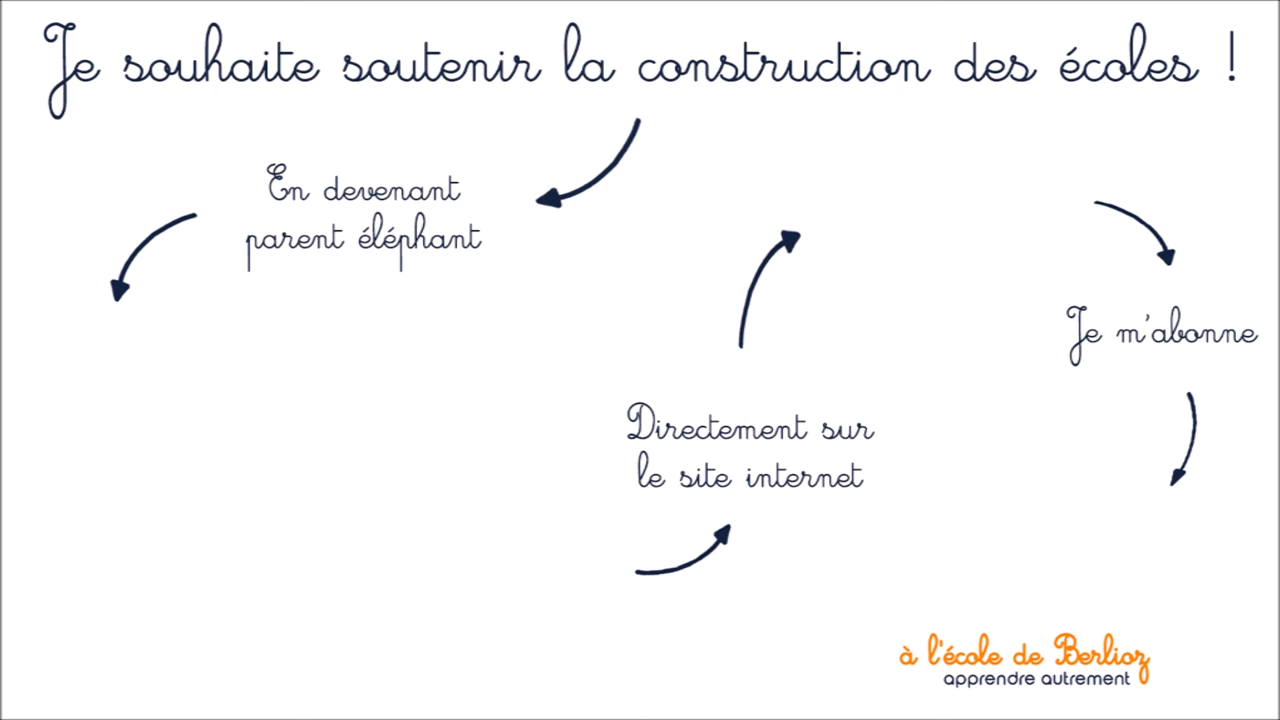 Je souhaite soutenir la construction des écoles !
En devenant
parent éléphant
Je m'abonne
Directement sur
le site internet
à l'école de Berlioz
apprendre autrement